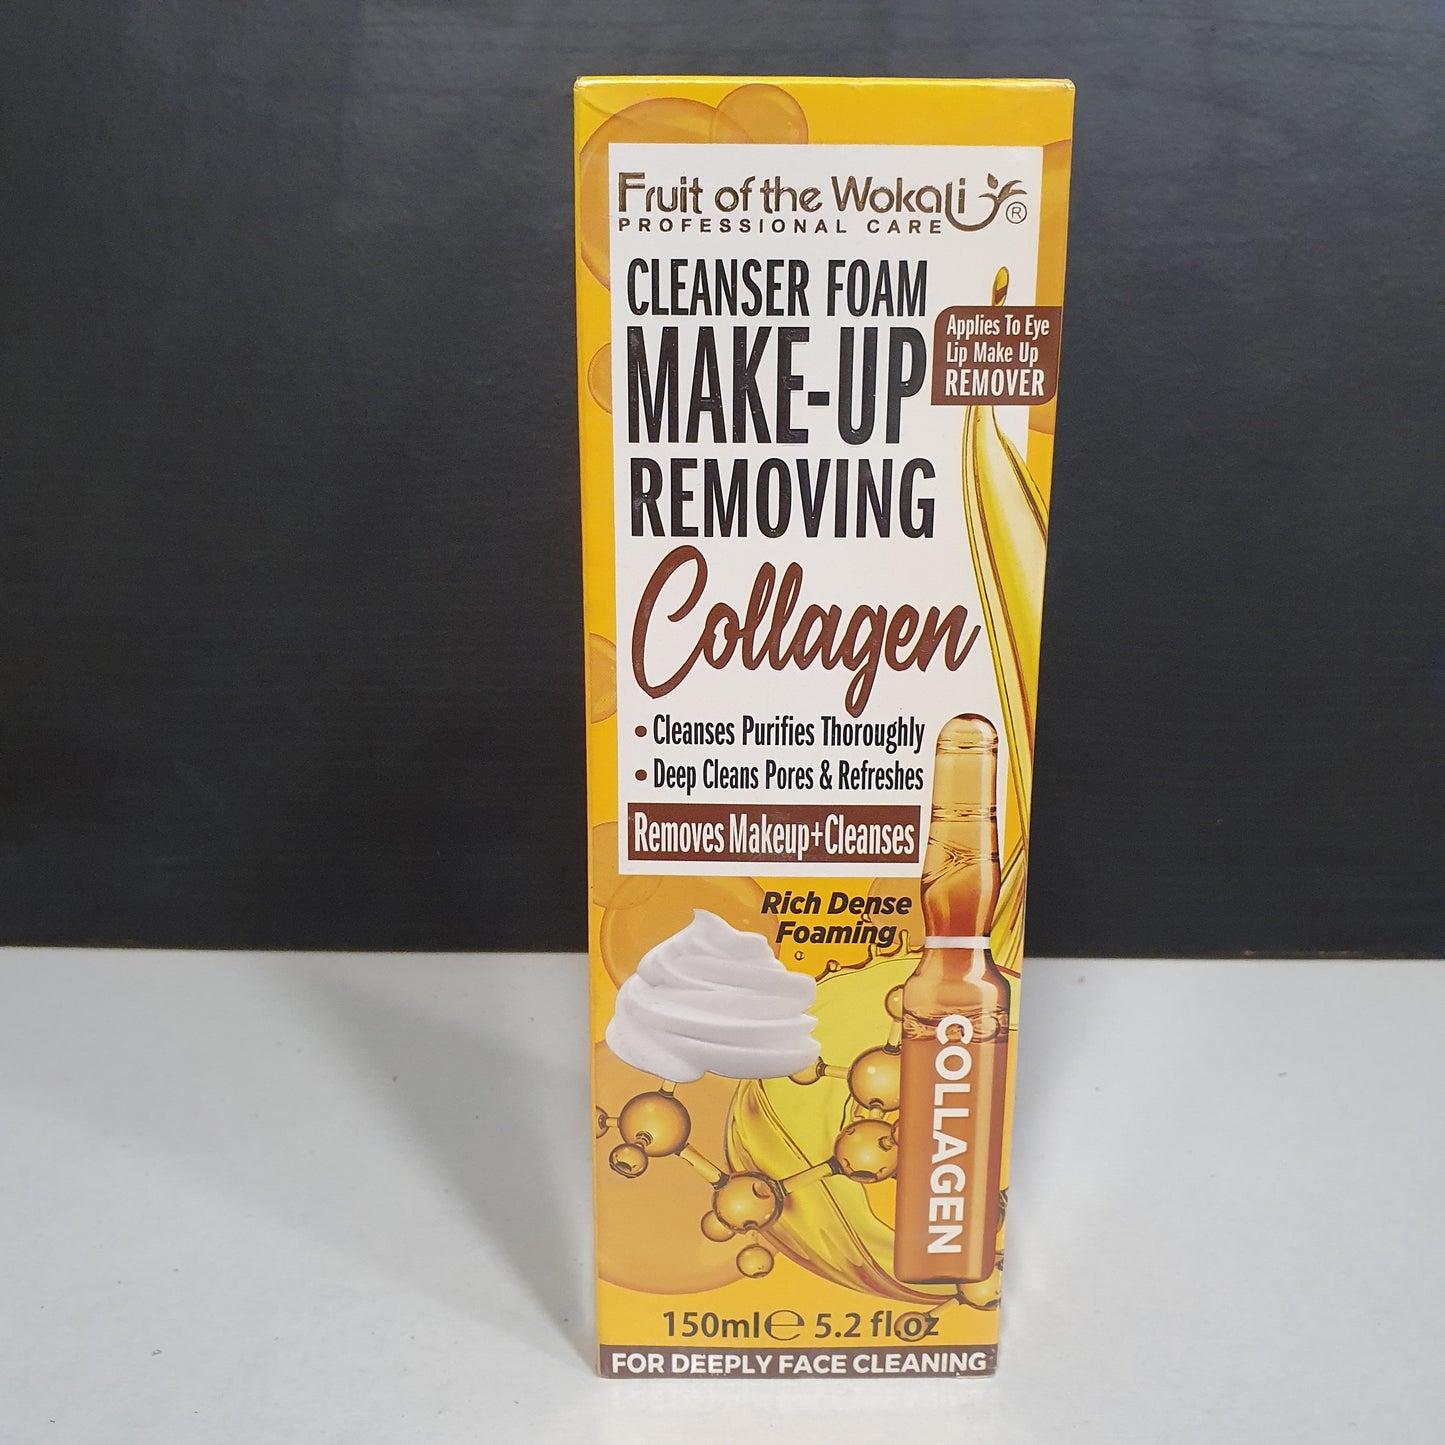 Fruit of the Wokali ®
PROFESSIONAL CARE
CLEANSER FOAM
MAKE-UP
REMOVING
Applies To Eye
Lip Make Up
REMOVER
Collagen
• Cleanses Purifies Thoroughly
• Deep Cleans Pores & Refreshes
Removes Makeup+Cleanses
Rich Dense
Foaming
COLLAGEN
150ml℮ 5.2 fl.oz
FOR DEEPLY FACE CLEANING